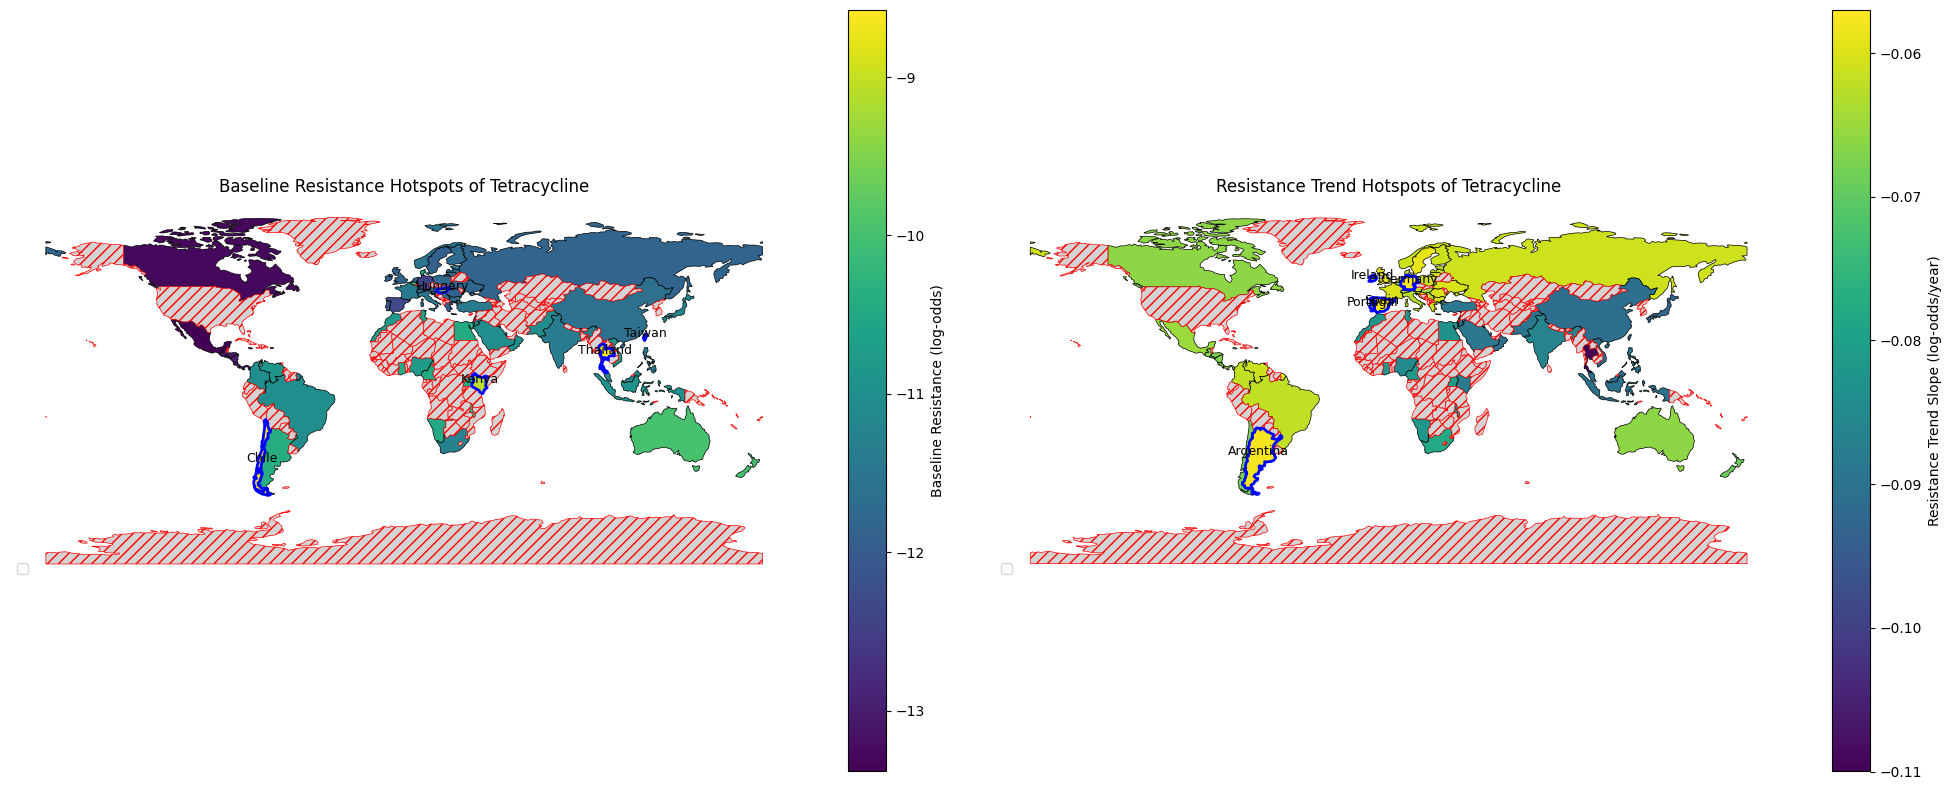 Baseline Resistance Hotspots of Tetracycline
Hungary
Taiwan
Thailand
Kenya
Chile
−9
−10
−11
−12
−13
Baseline Resistance (log-odds)
Resistance Trend Hotspots of Tetracycline
Ireland
Germany
Portugal
Argentina
−0.06
−0.07
−0.08
−0.09
−0.10
−0.11
Resistance Trend Slope (log-odds/year)